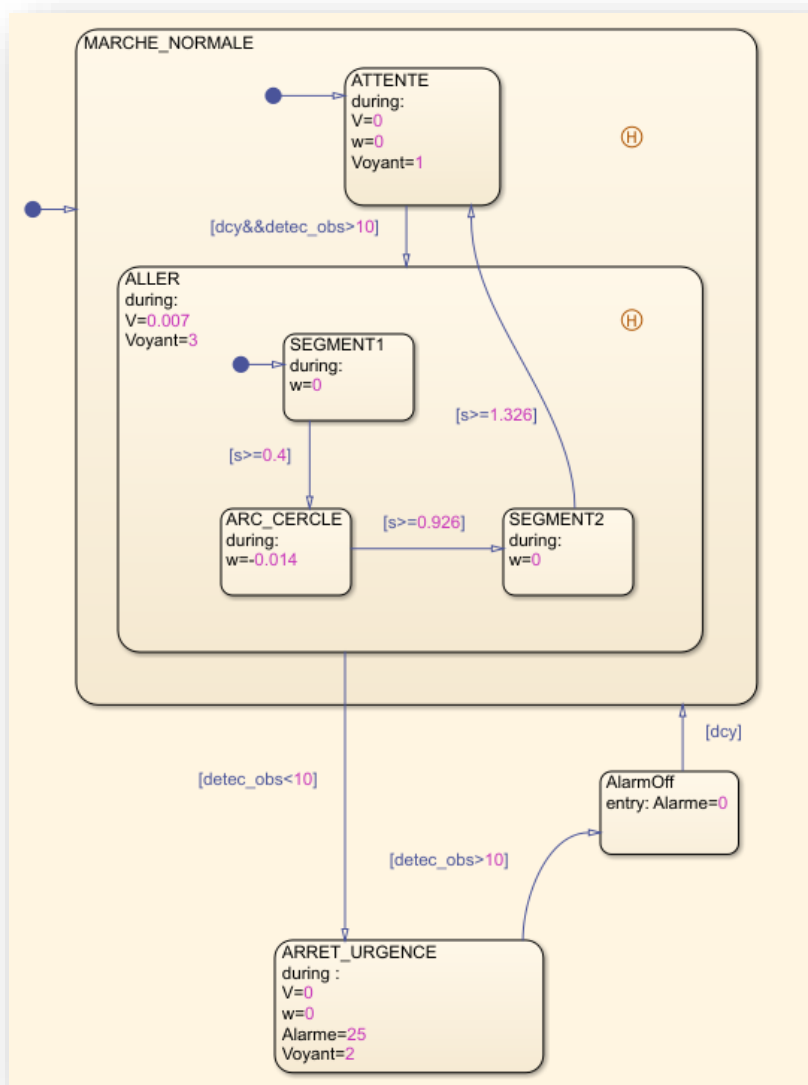 MARCHE_NORMALE
ATTENTE
during:
V=0
w=0
Voyant=1
H
[dcy&&detec_obs>10]
ALLER
during:
V=0.007
Voyant=3
H
SEGMENT1
during:
w=0
[s>=1.326]
[s>=0.4]
ARC_CERCLE
during:
w=-0.014
[s>=0.926]
SEGMENT2
during:
w=0
[dcy]
[detec_obs<10]
AlarmOff
entry: Alarme=0
[detec_obs>10]
ARRET_URGENCE
during :
V=0
w=0
Alarme=25
Voyant=2